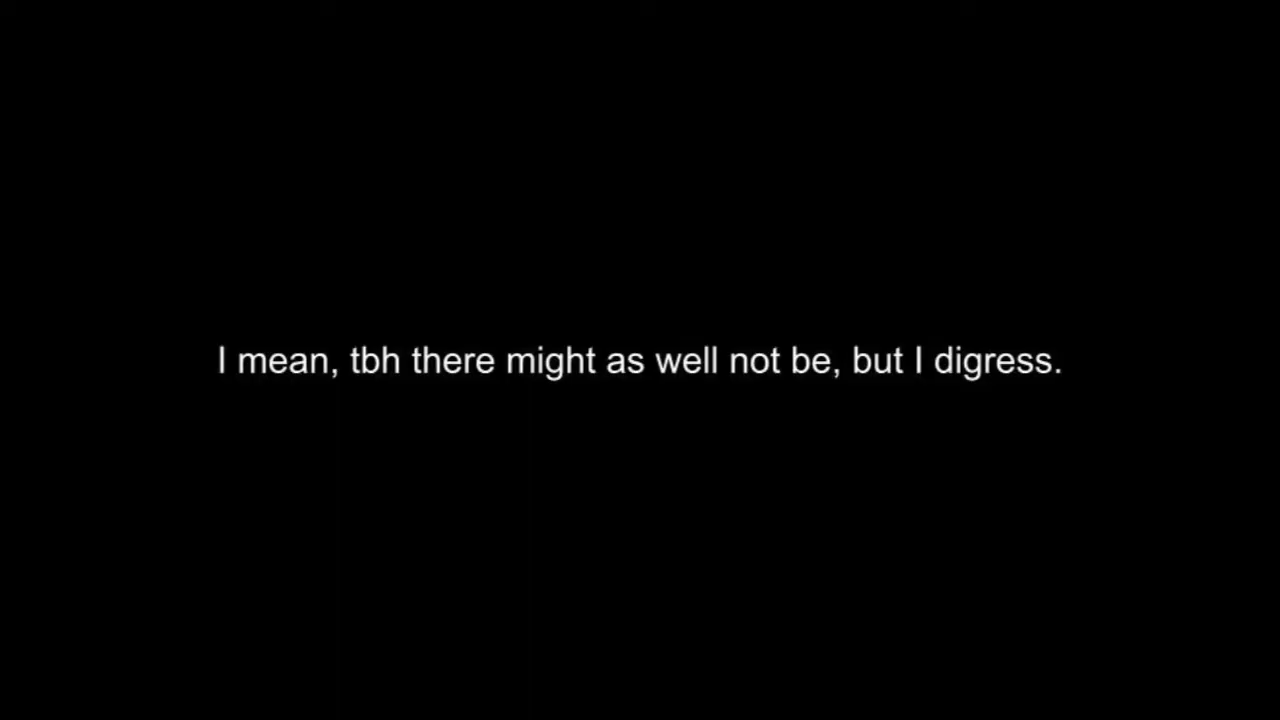 I mean, tbh there might as well not be, but I digress.